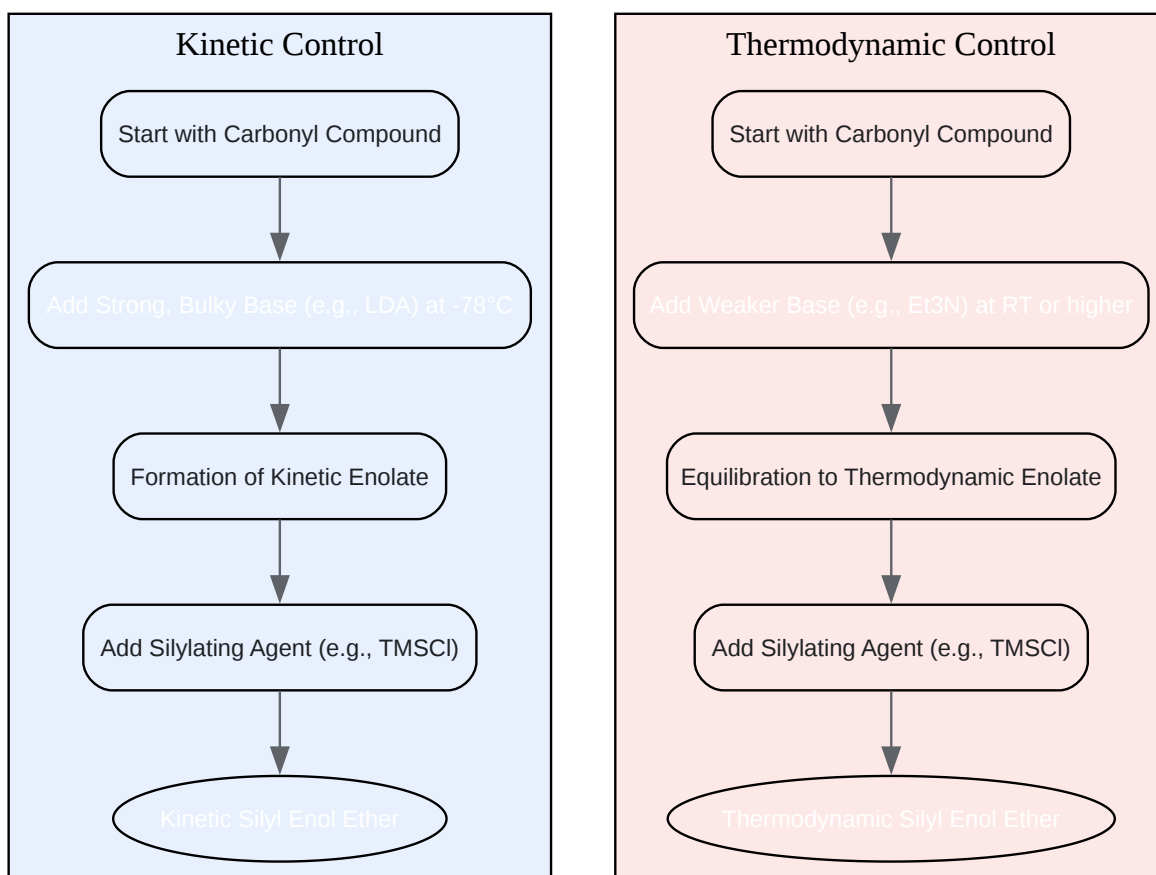 Kinetic Control
Start with Carbonyl Compound
Add Strong, Bulky Base (e.g., LDA) at -78°C
Formation of Kinetic Enolate
Add Silylating Agent (e.g., TMSCl)
Kinetic Silyl Enol Ether
Thermodynamic Control
Start with Carbonyl Compound
Add Weaker Base (e.g., Et3N) at RT or higher
Equilibration to Thermodynamic Enolate
Add Silylating Agent (e.g., TMSCl)
Thermodynamic Silyl Enol Ether